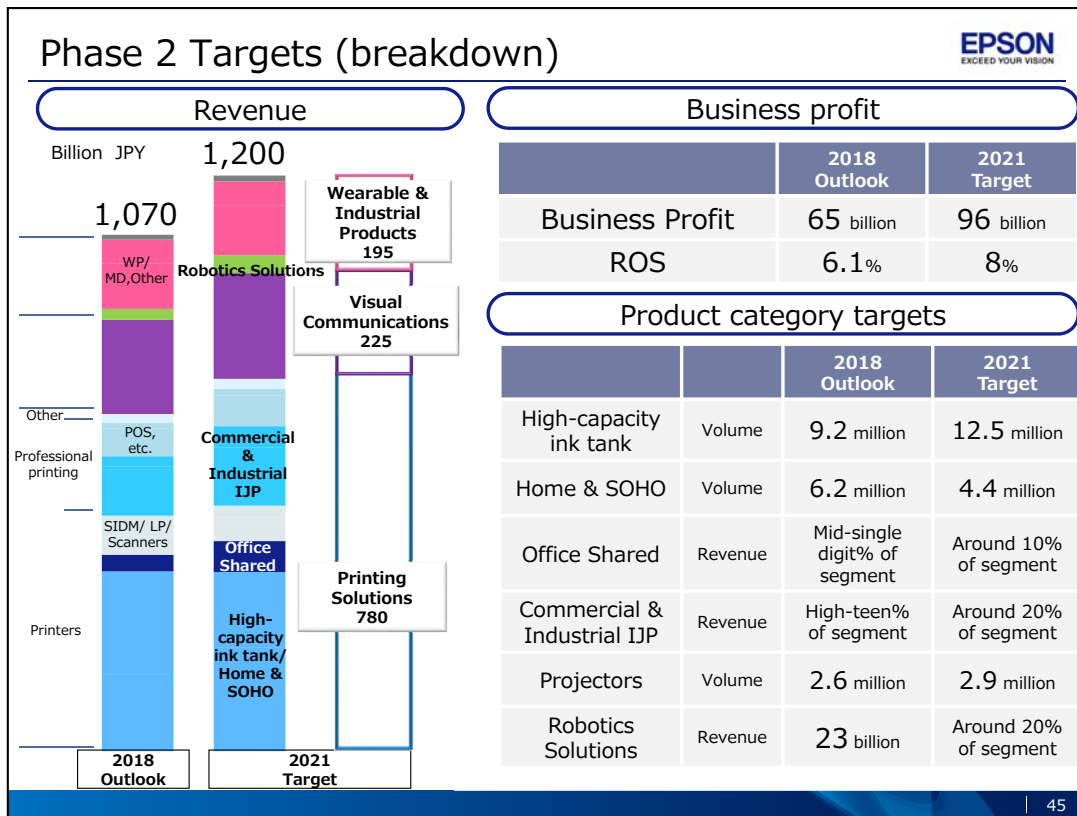 Phase 2 Targets (breakdown)
EPSON
EXCEED YOUR VISION
Revenue
Billion JPY
1,200
1,070
WP/
MD,Other
Robotics Solutions
Other
POS,
etc.
Professional
printing
Commercial
&
Industrial
IJP
SIDM/ LP/
Scanners
Office
Shared
Printers
High-
capacity
ink tank/
Home &
SOHO
Wearable &
Industrial
Products
195
Visual
Communications
225
Printing
Solutions
780
2018
Outlook
2021
Target
Business profit
2018
Outlook
2021
Target
Business Profit
65 billion
96 billion
ROS
6.1%
8%
Product category targets
2018
Outlook
2021
Target
High-capacity
ink tank
Volume
9.2 million
12.5 million
Home & SOHO
Volume
6.2 million
4.4 million
Office Shared
Revenue
Mid-single
digit% of
segment
Around 10%
of segment
Commercial &
Industrial IJP
Revenue
High-teen%
of segment
Around 20%
of segment
Projectors
Volume
2.6 million
2.9 million
Robotics
Solutions
Revenue
23 billion
Around 20%
of segment
45